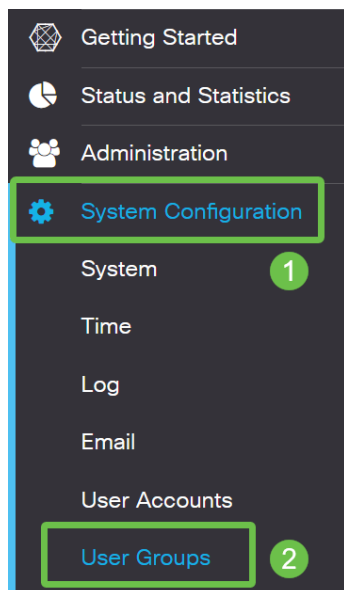 Getting Started
Status and Statistics
Administration
System Configuration
System
1
Time
Log
Email
User Accounts
User Groups
2